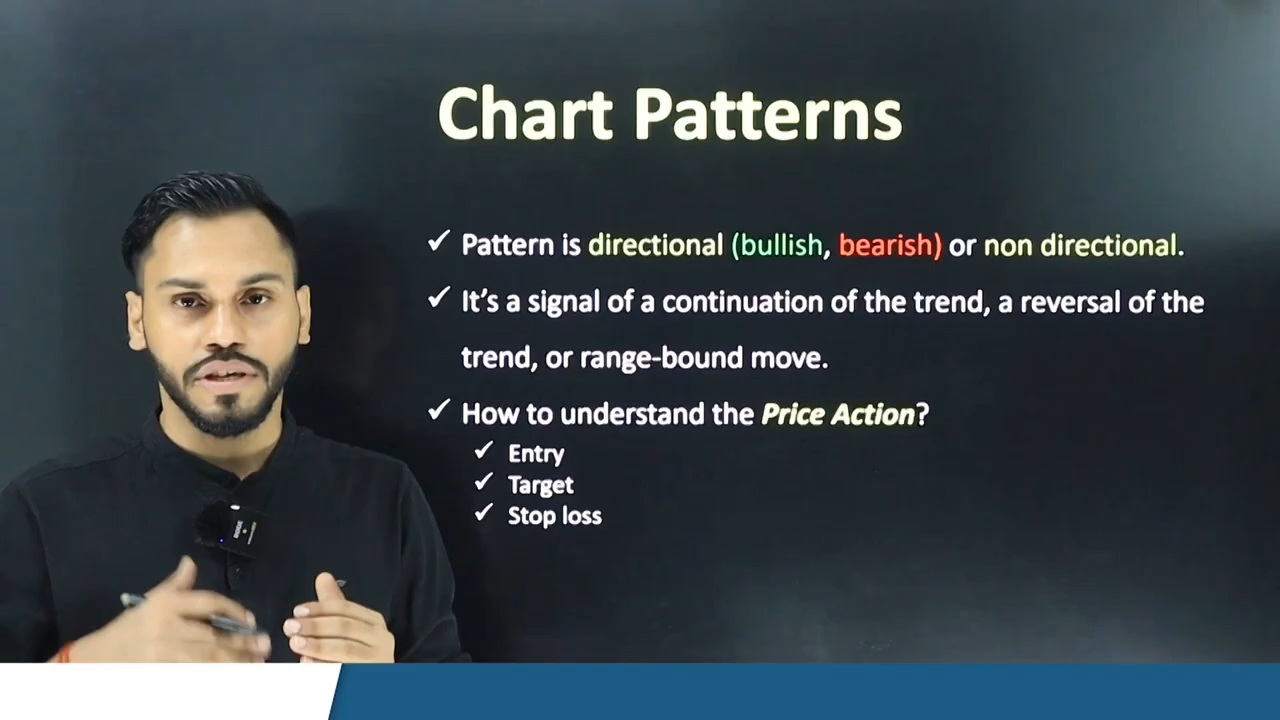 Chart Patterns
✓ Pattern is directional (bullish, bearish) or non directional.
✓ It’s a signal of a continuation of the trend, a reversal of the
trend, or range-bound move.
✓ How to understand the Price Action?
✓ Entry
✓ Target
✓ Stop loss